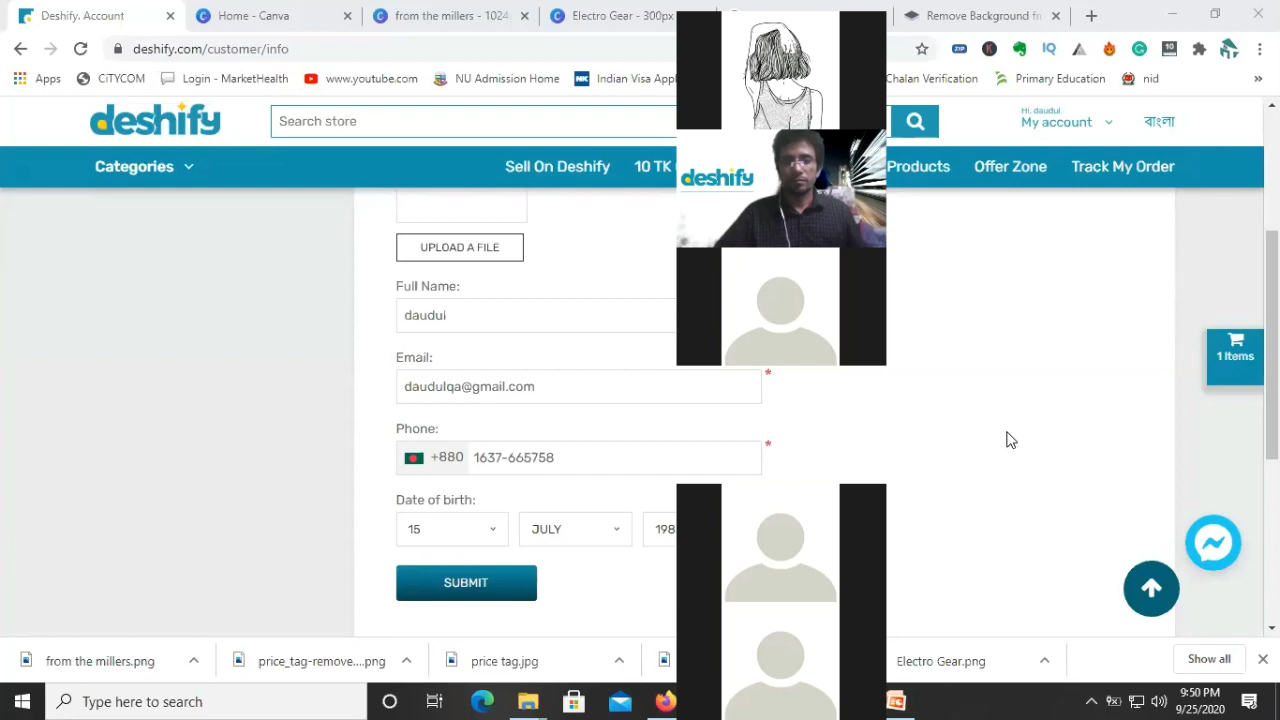 Deshify. Account
Home - Canva
from the millers - 1024
Electro Gear - 300px
Remove Background fr
deshify.com/customer/info
Apps
CiTYCOM
Login - MarketHealth
www.youtube.com
NU Admission Home
Indian Visa Appl
Chalan Verification
Primary Education
nid
deshify
Search store
Hi, daudul
My account
বাংলা
Categories
Sell On Deshify
10 TK
Products
Offer Zone
Track My Order
deshify
UPLOAD A FILE
Full Name:
daudui
1 Items
Email:
daudulqa@gmail.com
*
Phone:
+880
1637-665758
*
Date of birth:
15
JULY
198
SUBMIT
from the millers.png
price_tag-remove....png
price tag.jpg
Electro Gear.png
Show all
Type here to search
9:50 PM
9/25/2020